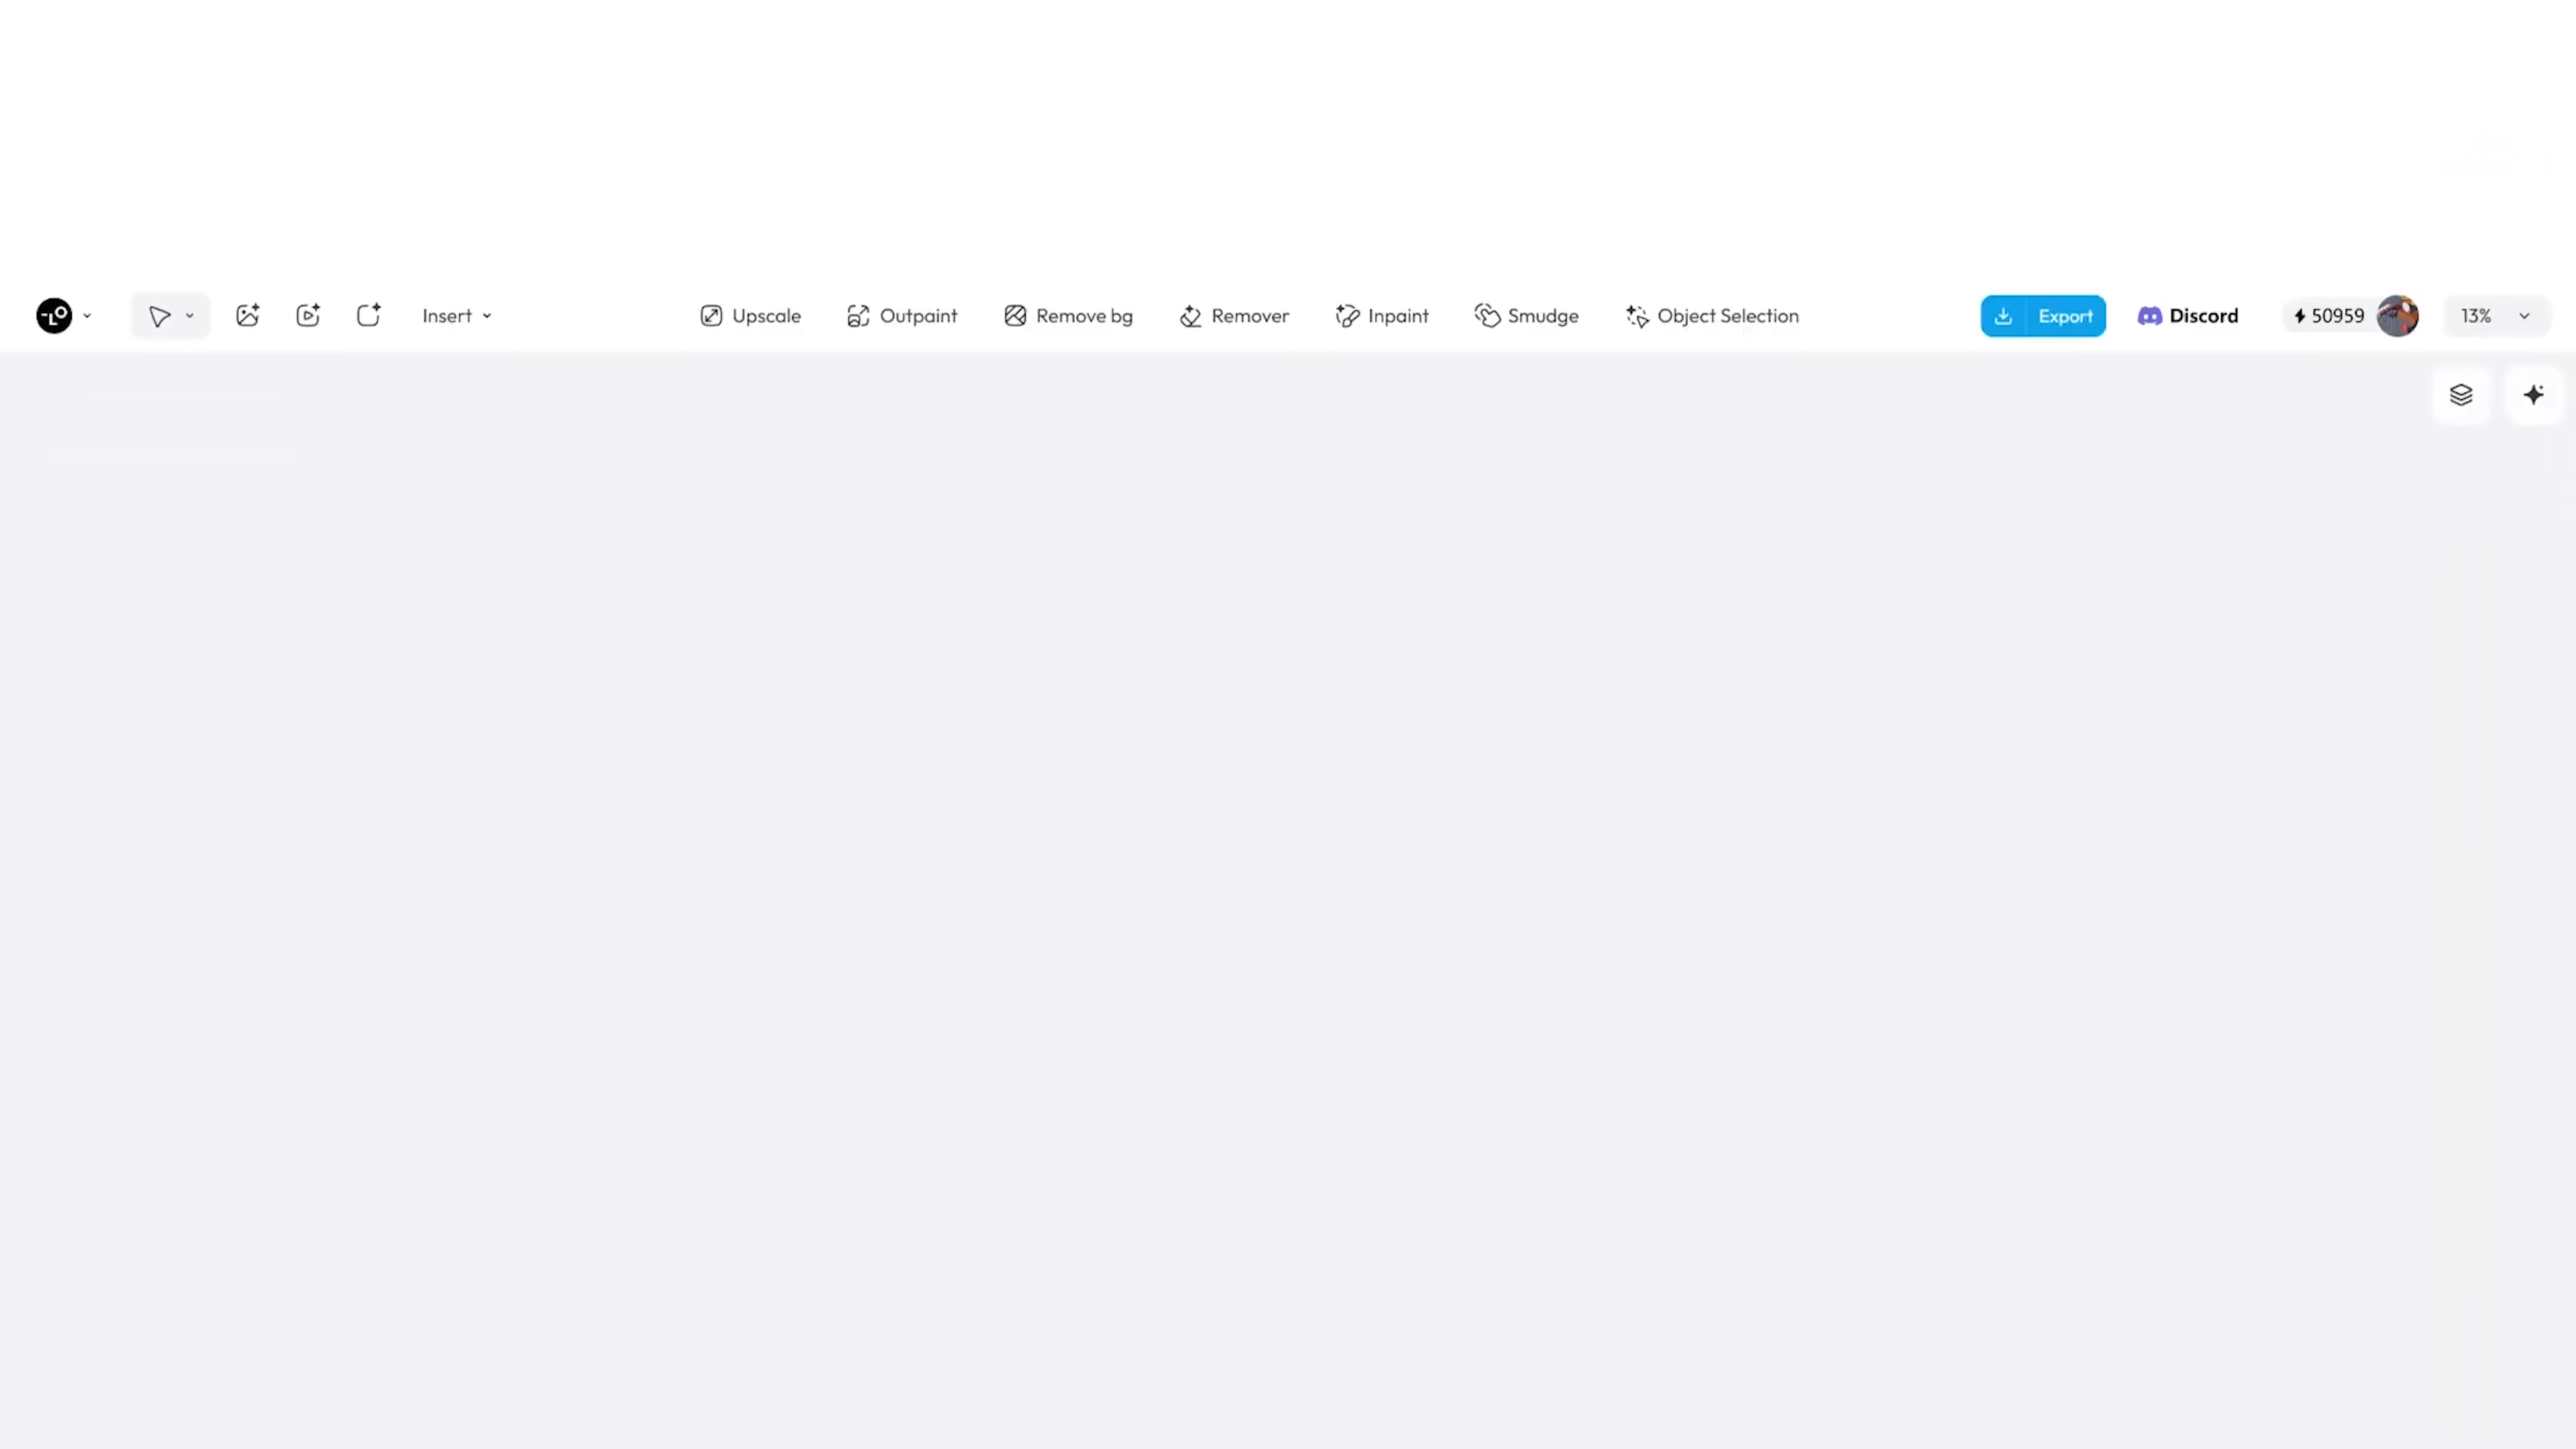 Insert Upscale Outpaint Remove bg Remover Inpaint Smudge Object Selection Export Discord 50959 13%